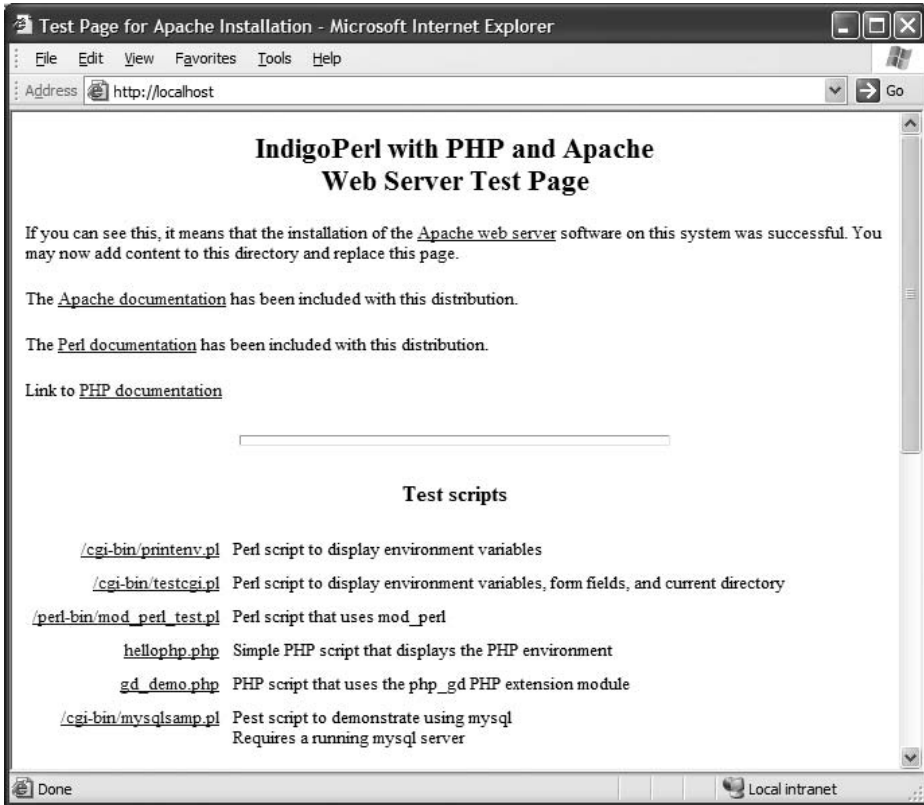 Test Page for Apache Installation - Microsoft Internet Explorer
File Edit View Favorites Tools Help
Address http://localhost Go
IndigoPerl with PHP and Apache
Web Server Test Page
If you can see this, it means that the installation of the Apache web server software on this system was successful. You
may now add content to this directory and replace this page.
The Apache documentation has been included with this distribution.
The Perl documentation has been included with this distribution.
Link to PHP documentation
Test scripts
/cgi-bin/printenv.pl Perl script to display environment variables
/cgi-bin/testcgi.pl Perl script to display environment variables, form fields, and current directory
/perl-bin/mod_perl_test.pl Perl script that uses mod_perl
hellophp.php Simple PHP script that displays the PHP environment
gd_demo.php PHP script that uses the php_gd PHP extension module
/cgi-bin/mysqlsamp.pl Pest script to demonstrate using mysql
Requires a running mysql server
Done Local intranet